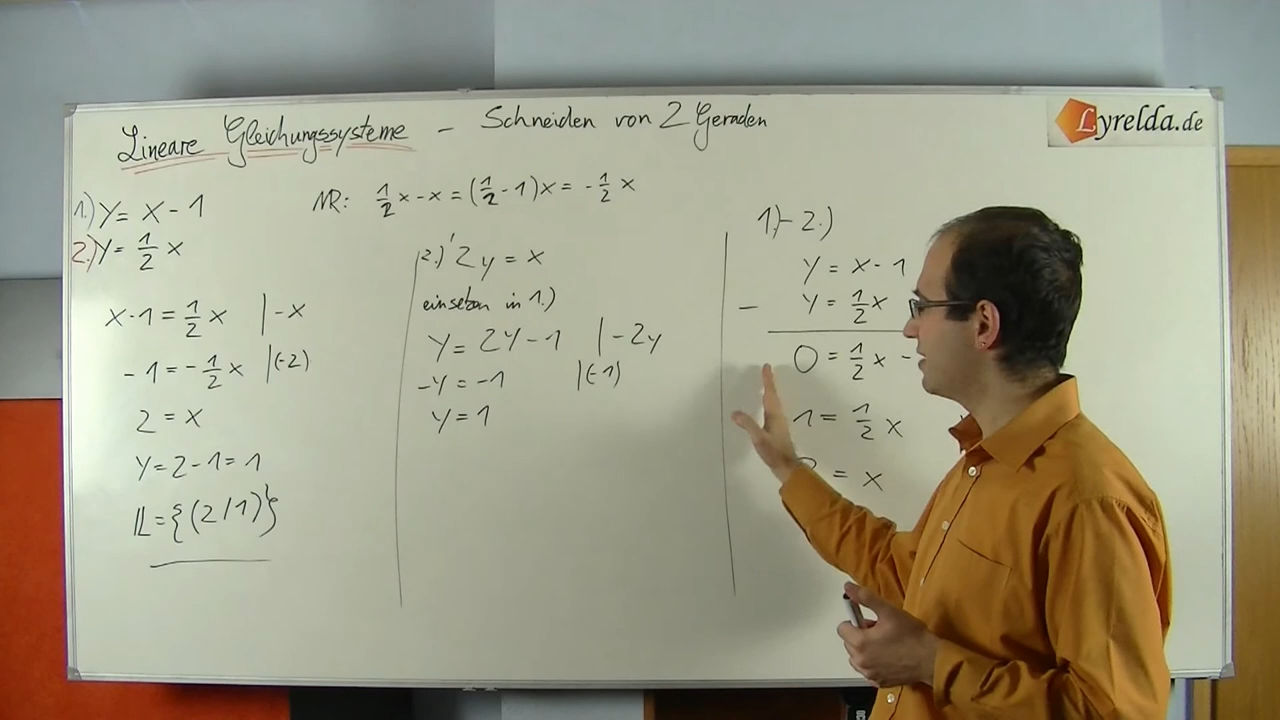 Lineare Gleichungssysteme - Schneiden von 2 Geraden
Lyrelda.de
1.) y = x - 1
2.) y = 1/2 x
x - 1 = 1/2 x | - x
- 1 = - 1/2 x | (-2)
2 = x
y = 2 - 1 = 1
𝕃 = {(2/1)}
NR: 1/2 x - x = (1/2 - 1) x = - 1/2 x
2.)' 2y = x
einsetzen in 1.)
y = 2y - 1 | - 2y
-y = -1 | (-1)
y = 1
1.) - 2.)
y = x - 1
- y = 1/2 x
0 = 1/2 x -
1 = 1/2 x
= x